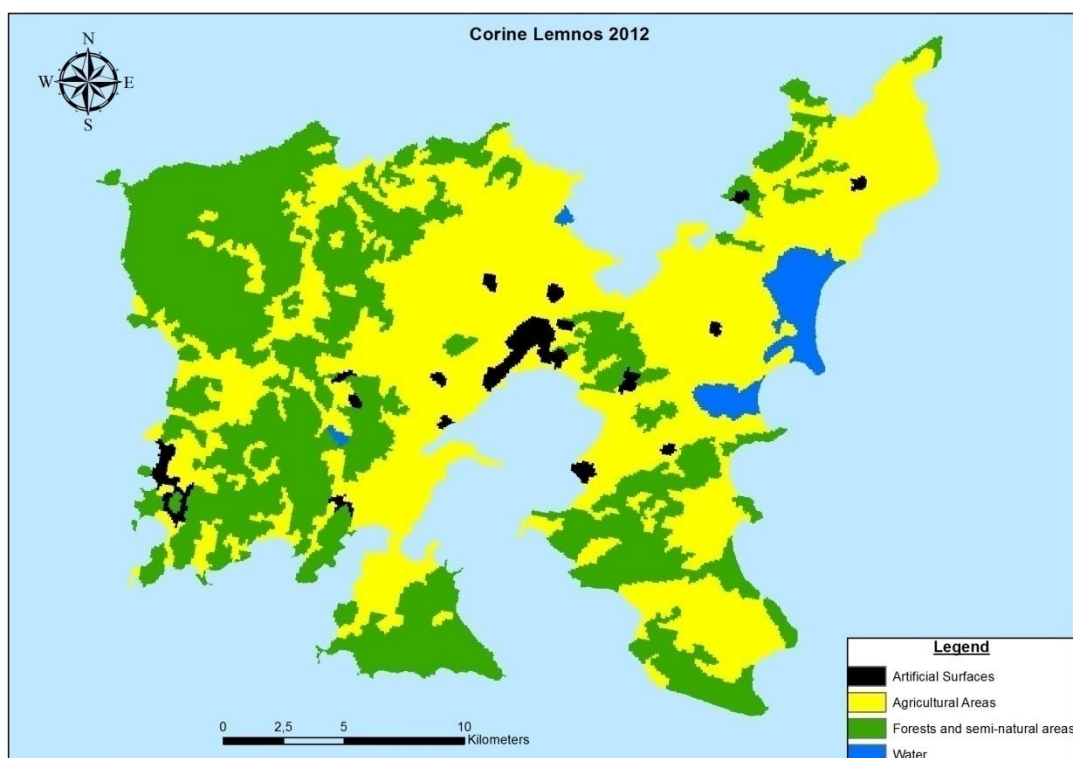 Corine Lemnos 2012
N
W E
S
Legend
Artificial Surfaces
Agricultural Areas
Forests and semi-natural areas
Water
0 2,5 5 10
Kilometers